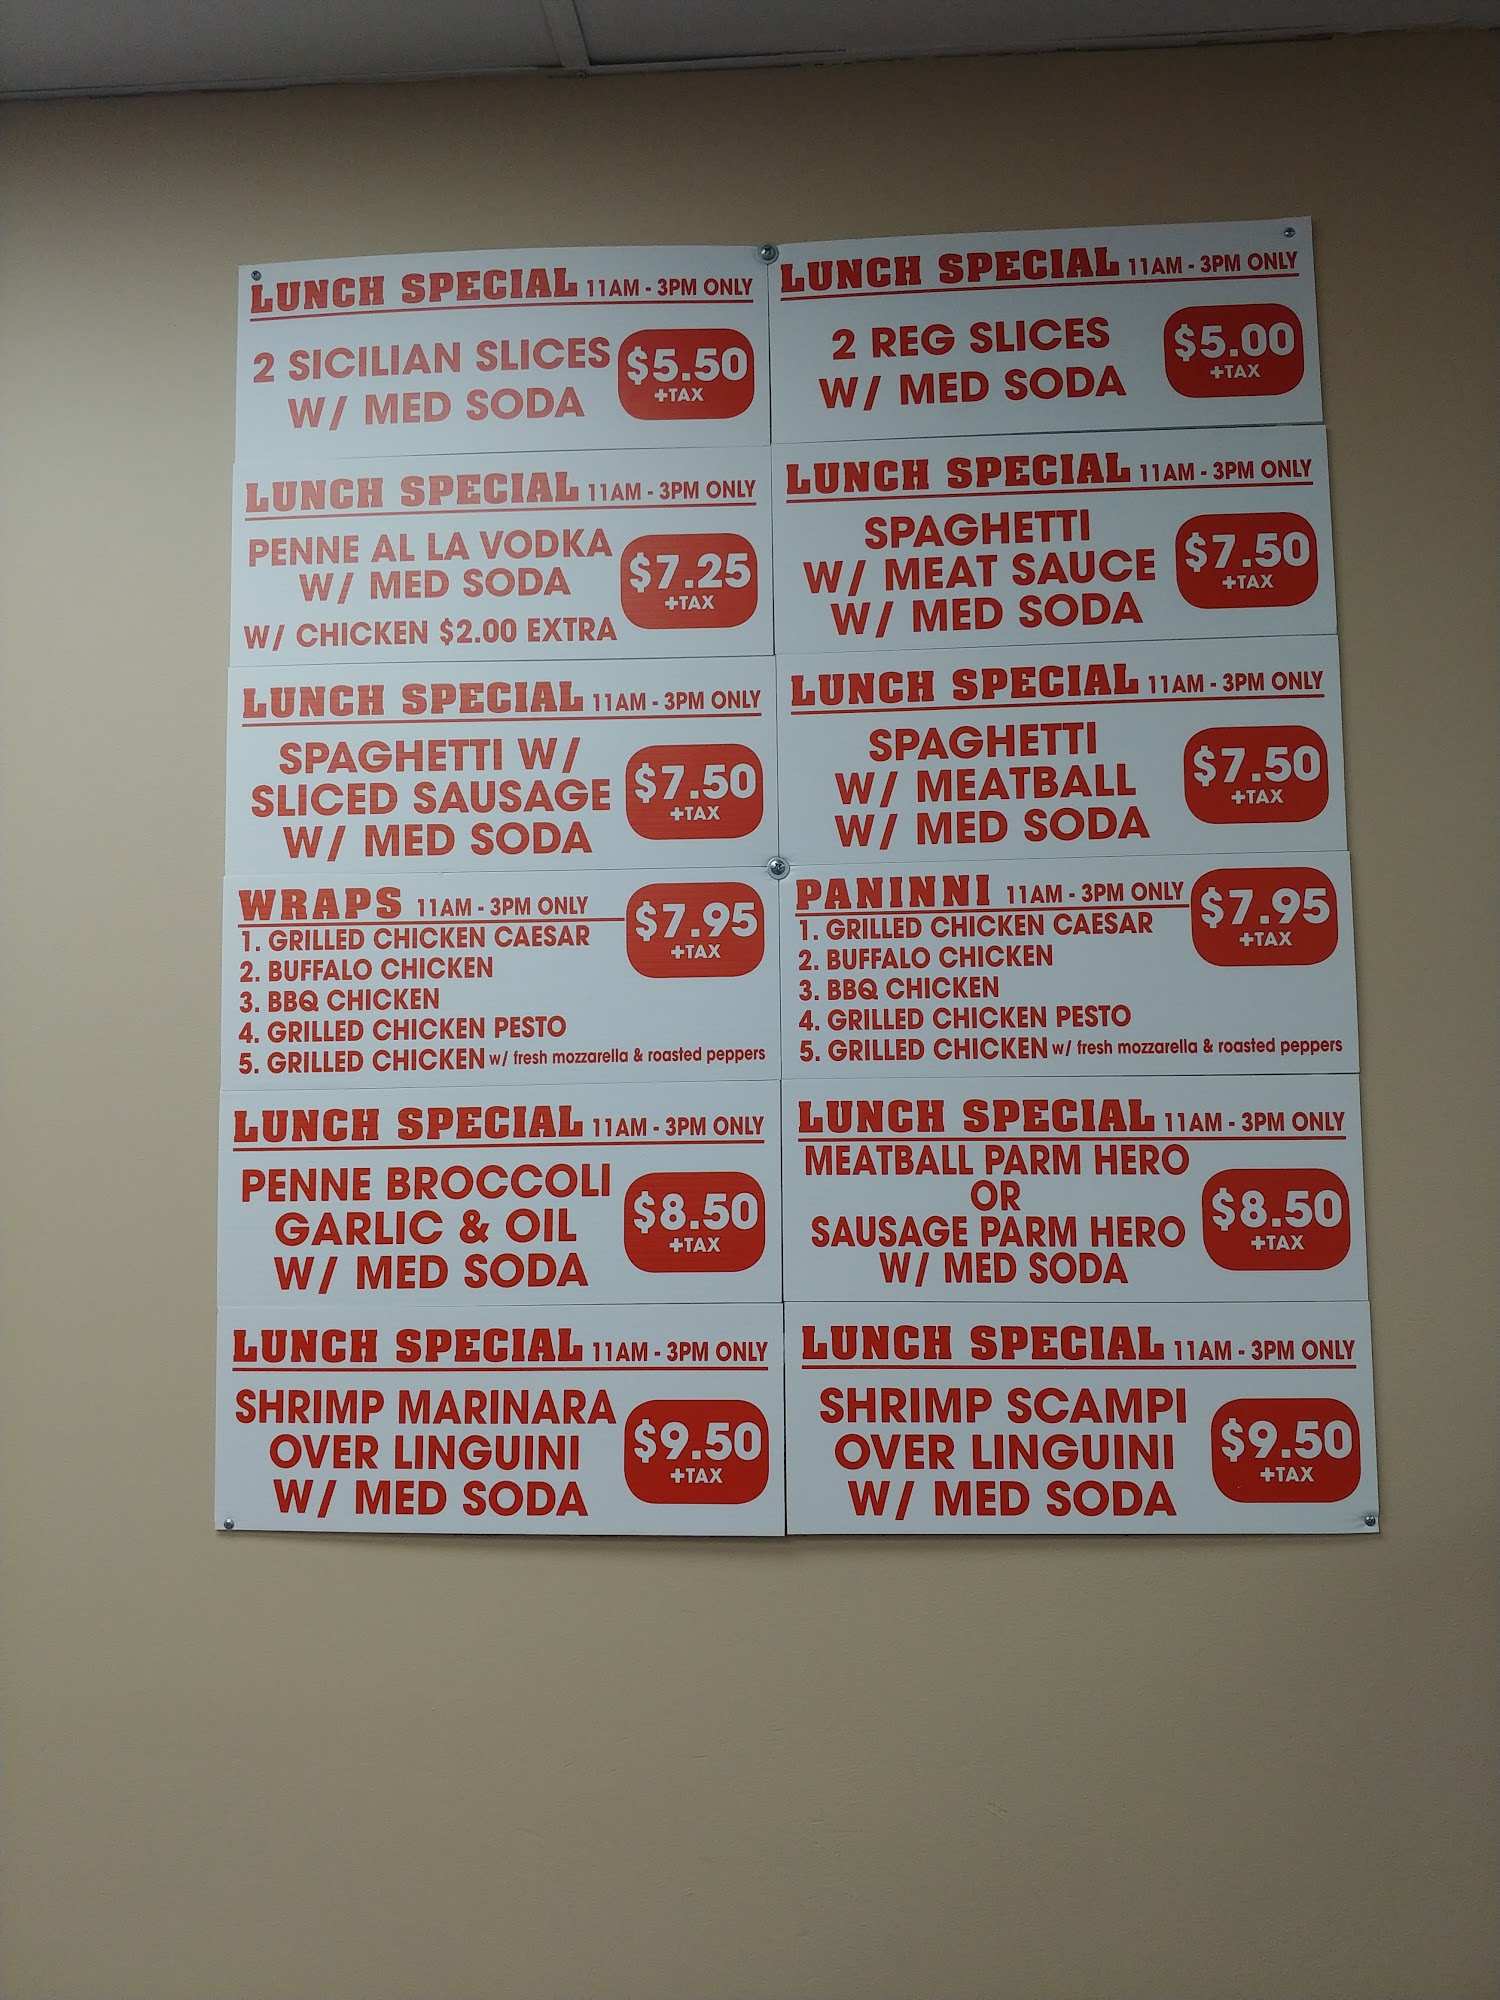 LUNCH SPECIAL 11AM - 3PM ONLY
2 SICILIAN SLICES
W/ MED SODA
$5.50
+TAX
LUNCH SPECIAL 11AM - 3PM ONLY
2 REG SLICES
W/ MED SODA
$5.00
+TAX
LUNCH SPECIAL 11AM - 3PM ONLY
PENNE AL LA VODKA
W/ MED SODA
W/ CHICKEN $2.00 EXTRA
$7.25
+TAX
LUNCH SPECIAL 11AM - 3PM ONLY
SPAGHETTI
W/ MEAT SAUCE
W/ MED SODA
$7.50
+TAX
LUNCH SPECIAL 11AM - 3PM ONLY
SPAGHETTI W/
SLICED SAUSAGE
W/ MED SODA
$7.50
+TAX
LUNCH SPECIAL 11AM - 3PM ONLY
SPAGHETTI
W/ MEATBALL
W/ MED SODA
$7.50
+TAX
WRAPS 11AM - 3PM ONLY
$7.95
+TAX
1. GRILLED CHICKEN CAESAR
2. BUFFALO CHICKEN
3. BBQ CHICKEN
4. GRILLED CHICKEN PESTO
5. GRILLED CHICKEN w/ fresh mozzarella & roasted peppers
PANINNI 11AM - 3PM ONLY
$7.95
+TAX
1. GRILLED CHICKEN CAESAR
2. BUFFALO CHICKEN
3. BBQ CHICKEN
4. GRILLED CHICKEN PESTO
5. GRILLED CHICKEN w/ fresh mozzarella & roasted peppers
LUNCH SPECIAL 11AM - 3PM ONLY
PENNE BROCCOLI
GARLIC & OIL
W/ MED SODA
$8.50
+TAX
LUNCH SPECIAL 11AM - 3PM ONLY
MEATBALL PARM HERO
OR
SAUSAGE PARM HERO
W/ MED SODA
$8.50
+TAX
LUNCH SPECIAL 11AM - 3PM ONLY
SHRIMP MARINARA
OVER LINGUINI
W/ MED SODA
$9.50
+TAX
LUNCH SPECIAL 11AM - 3PM ONLY
SHRIMP SCAMPI
OVER LINGUINI
W/ MED SODA
$9.50
+TAX